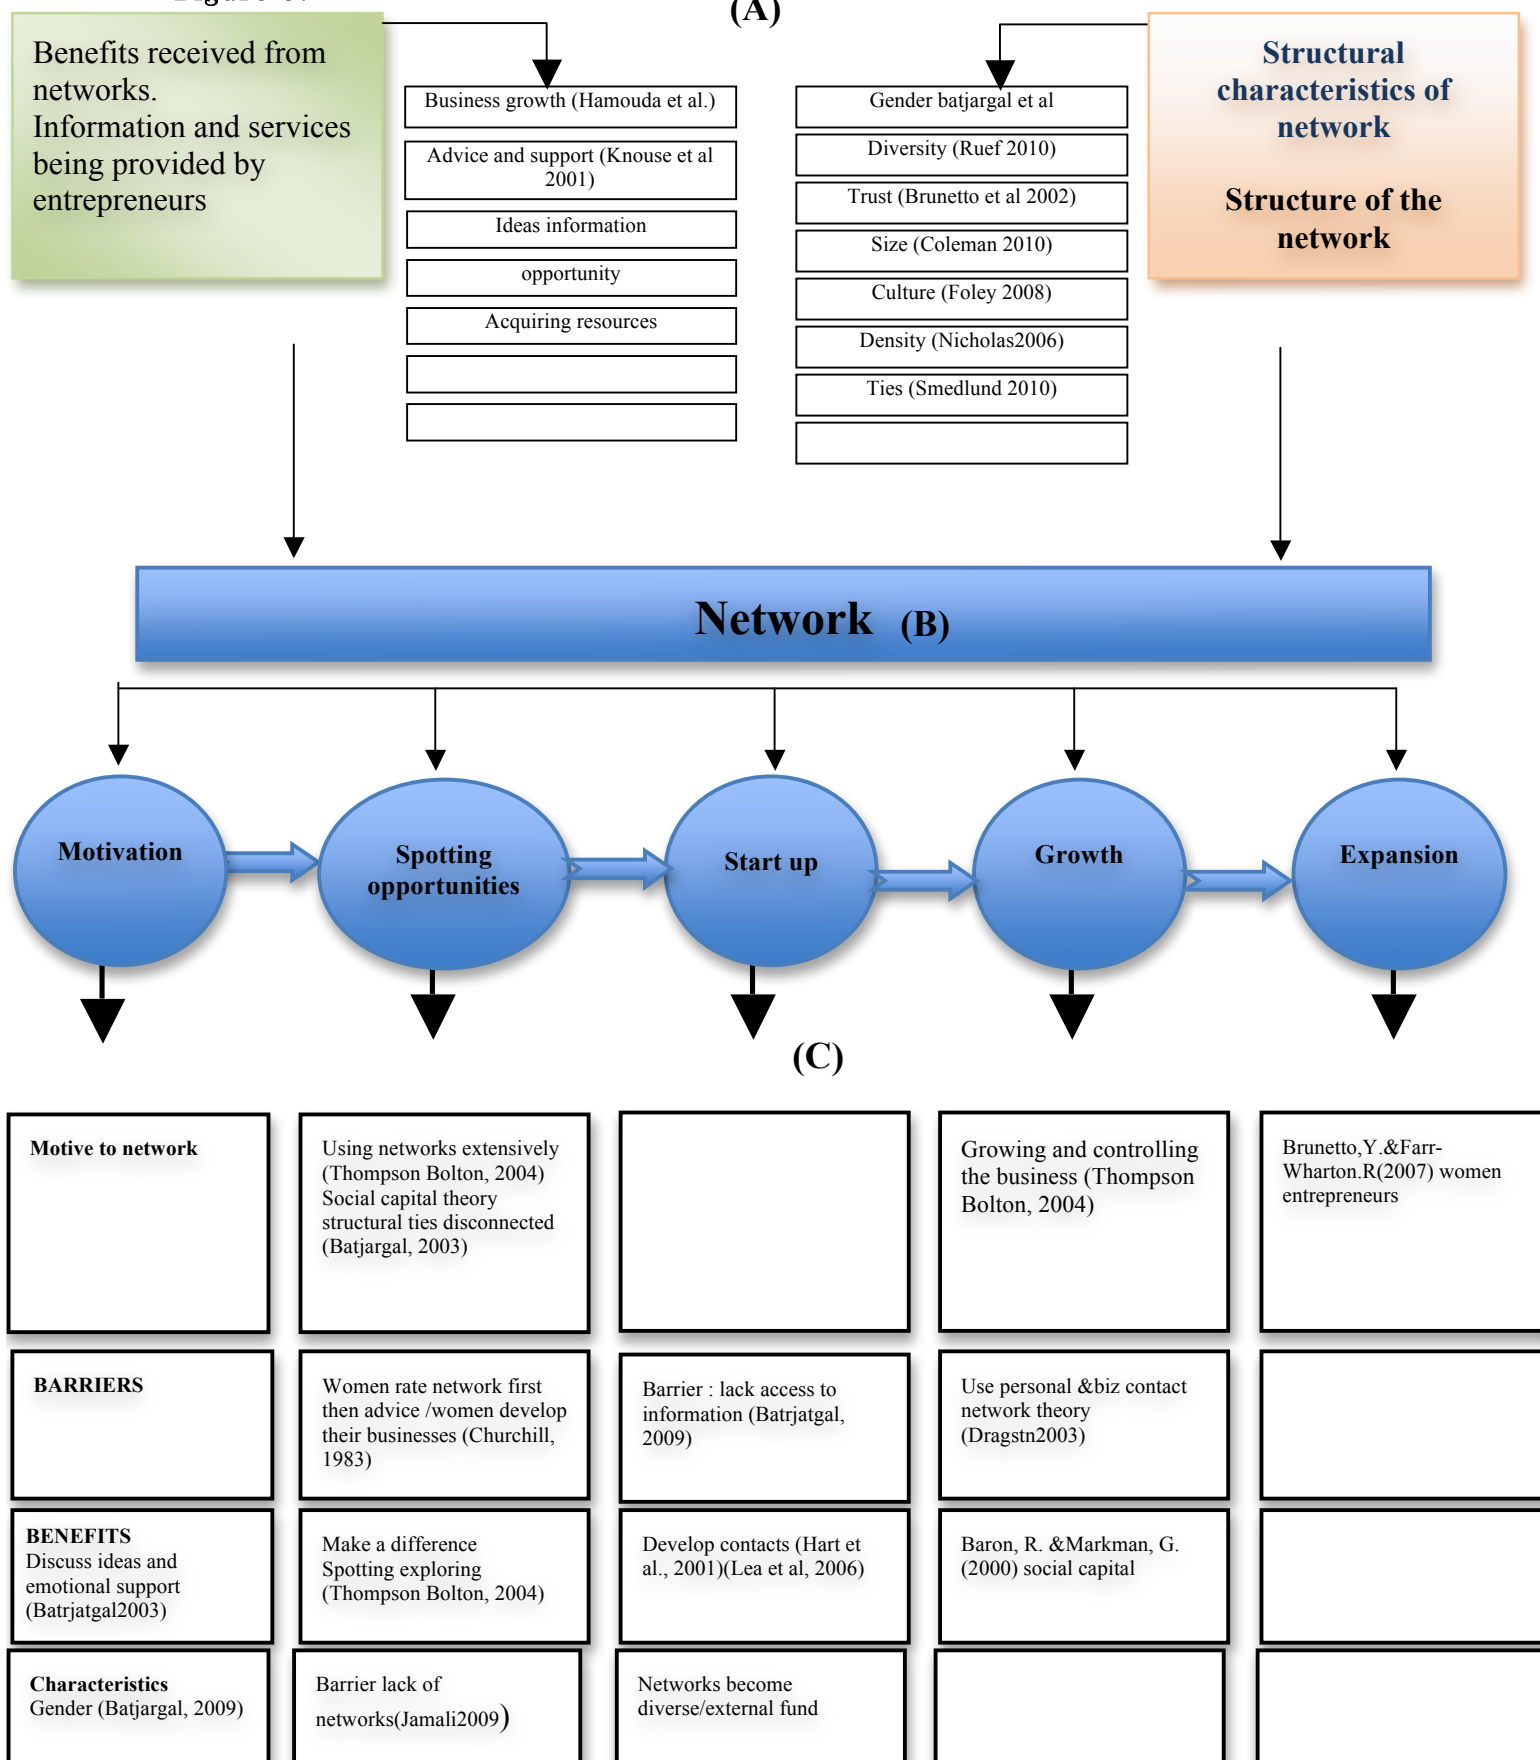 (A)
Benefits received from
networks.
Information and services
being provided by
entrepreneurs
Business growth (Hamouda et al.)
Advice and support (Knouse et al
2001)
Ideas information
opportunity
Acquiring resources
Gender batjargal et al
Diversity (Ruef 2010)
Trust (Brunetto et al 2002)
Size (Coleman 2010)
Culture (Foley 2008)
Density (Nicholas2006)
Ties (Smedlund 2010)
Structural
characteristics of
network
Structure of the
network
Network (B)
Motivation
Spotting
opportunities
Start up
Growth
Expansion
(C)
Motive to network
Using networks extensively
(Thompson Bolton, 2004)
Social capital theory
structural ties disconnected
(Batjargal, 2003)
Growing and controlling
the business (Thompson
Bolton, 2004)
Brunetto,Y.&Farr-
Wharton.R(2007) women
entrepreneurs
BARRIERS
Women rate network first
then advice /women develop
their businesses (Churchill,
1983)
Barrier : lack access to
information (Batrjatgal,
2009)
Use personal &biz contact
network theory
(Dragstn2003)
BENEFITS
Discuss ideas and
emotional support
(Batrjatgal2003)
Make a difference
Spotting exploring
(Thompson Bolton, 2004)
Develop contacts (Hart et
al., 2001)(Lea et al, 2006)
Baron, R. &Markman, G.
(2000) social capital
Characteristics
Gender (Batjargal, 2009)
Barrier lack of
networks(Jamali2009)
Networks become
diverse/external fund